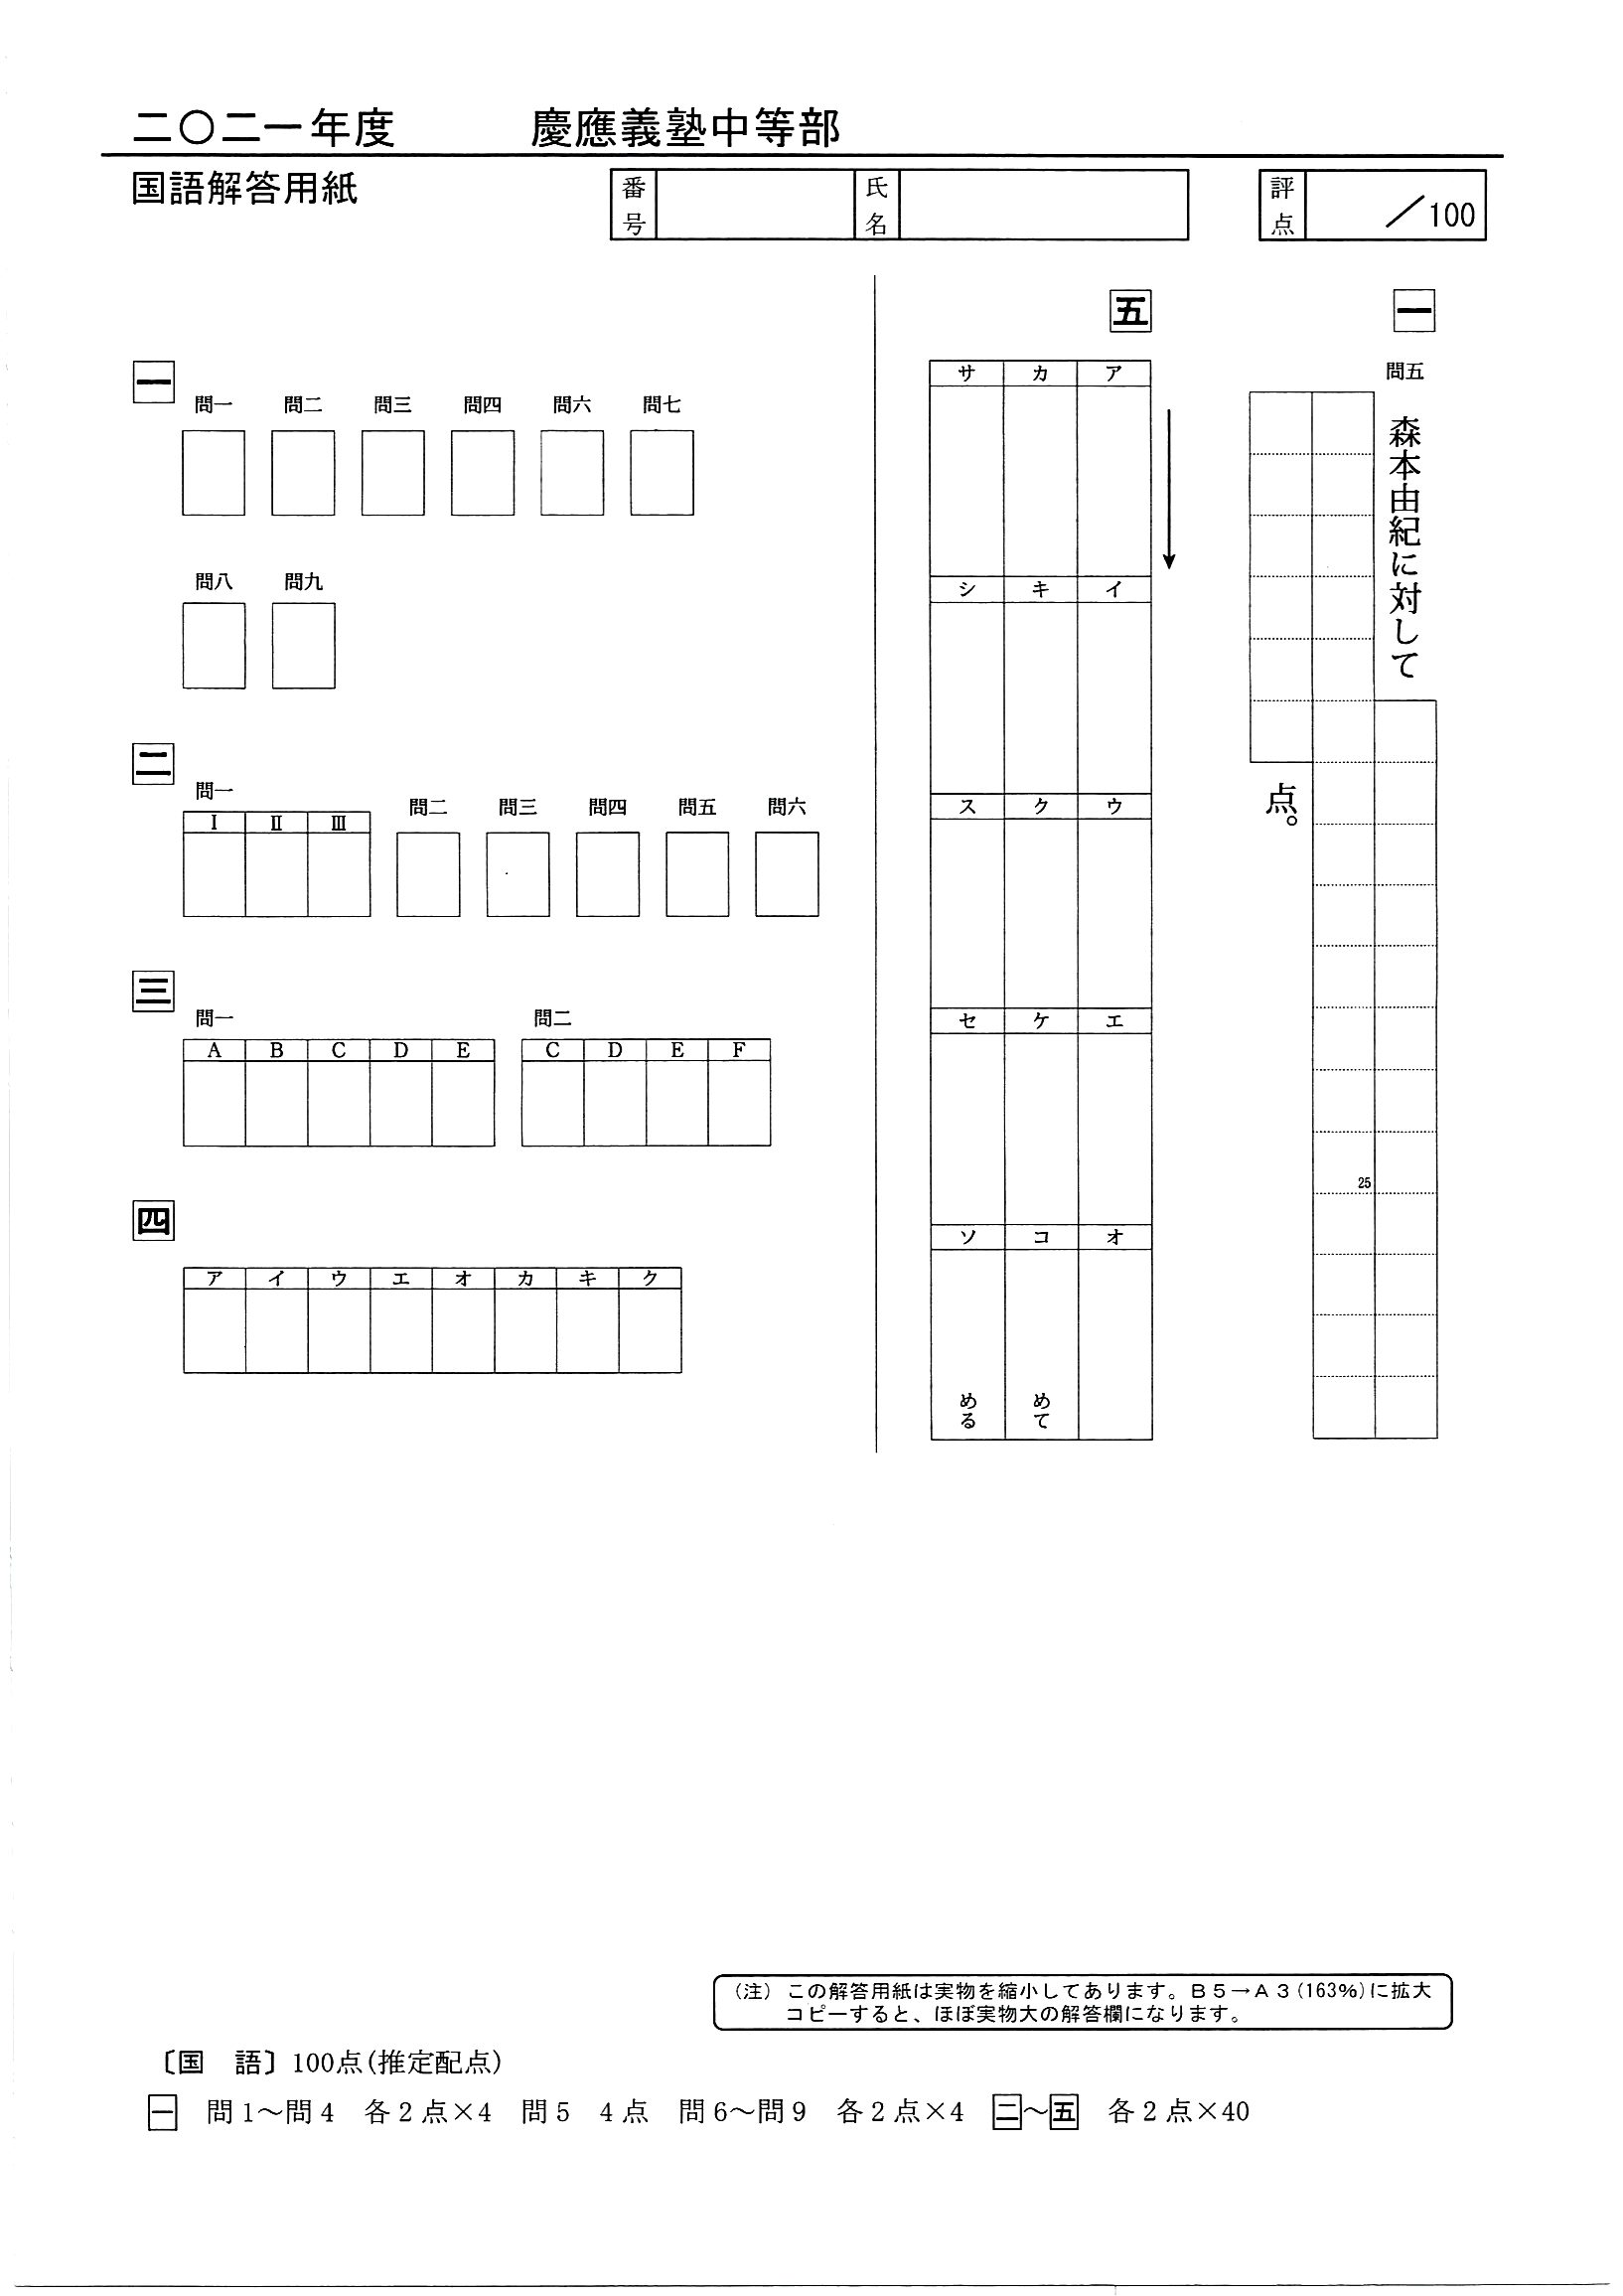 二〇二一年度　慶應義塾中等部
国語解答用紙
番号
氏名
評点
／100
一
問五
森本由紀に対して
25
点。
五
ア
イ
ウ
エ
オ
カ
キ
ク
ケ
コ
めて
サ
シ
ス
セ
ソ
める
一
問一　問二　問三　問四　問六　問七
問八　問九
二
問一
Ⅰ　Ⅱ　Ⅲ
問二　問三　問四　問五　問六
三
問一
A　B　C　D　E
問二
C　D　E　F
四
ア　イ　ウ　エ　オ　カ　キ　ク
（注）この解答用紙は実物を縮小してあります。Ｂ５→Ａ３(163%)に拡大
コピーすると、ほぼ実物大の解答欄になります。
〔国　語〕100点(推定配点)
一　問1～問4　各2点×4　問5　4点　問6～問9　各2点×4　二～五　各2点×40